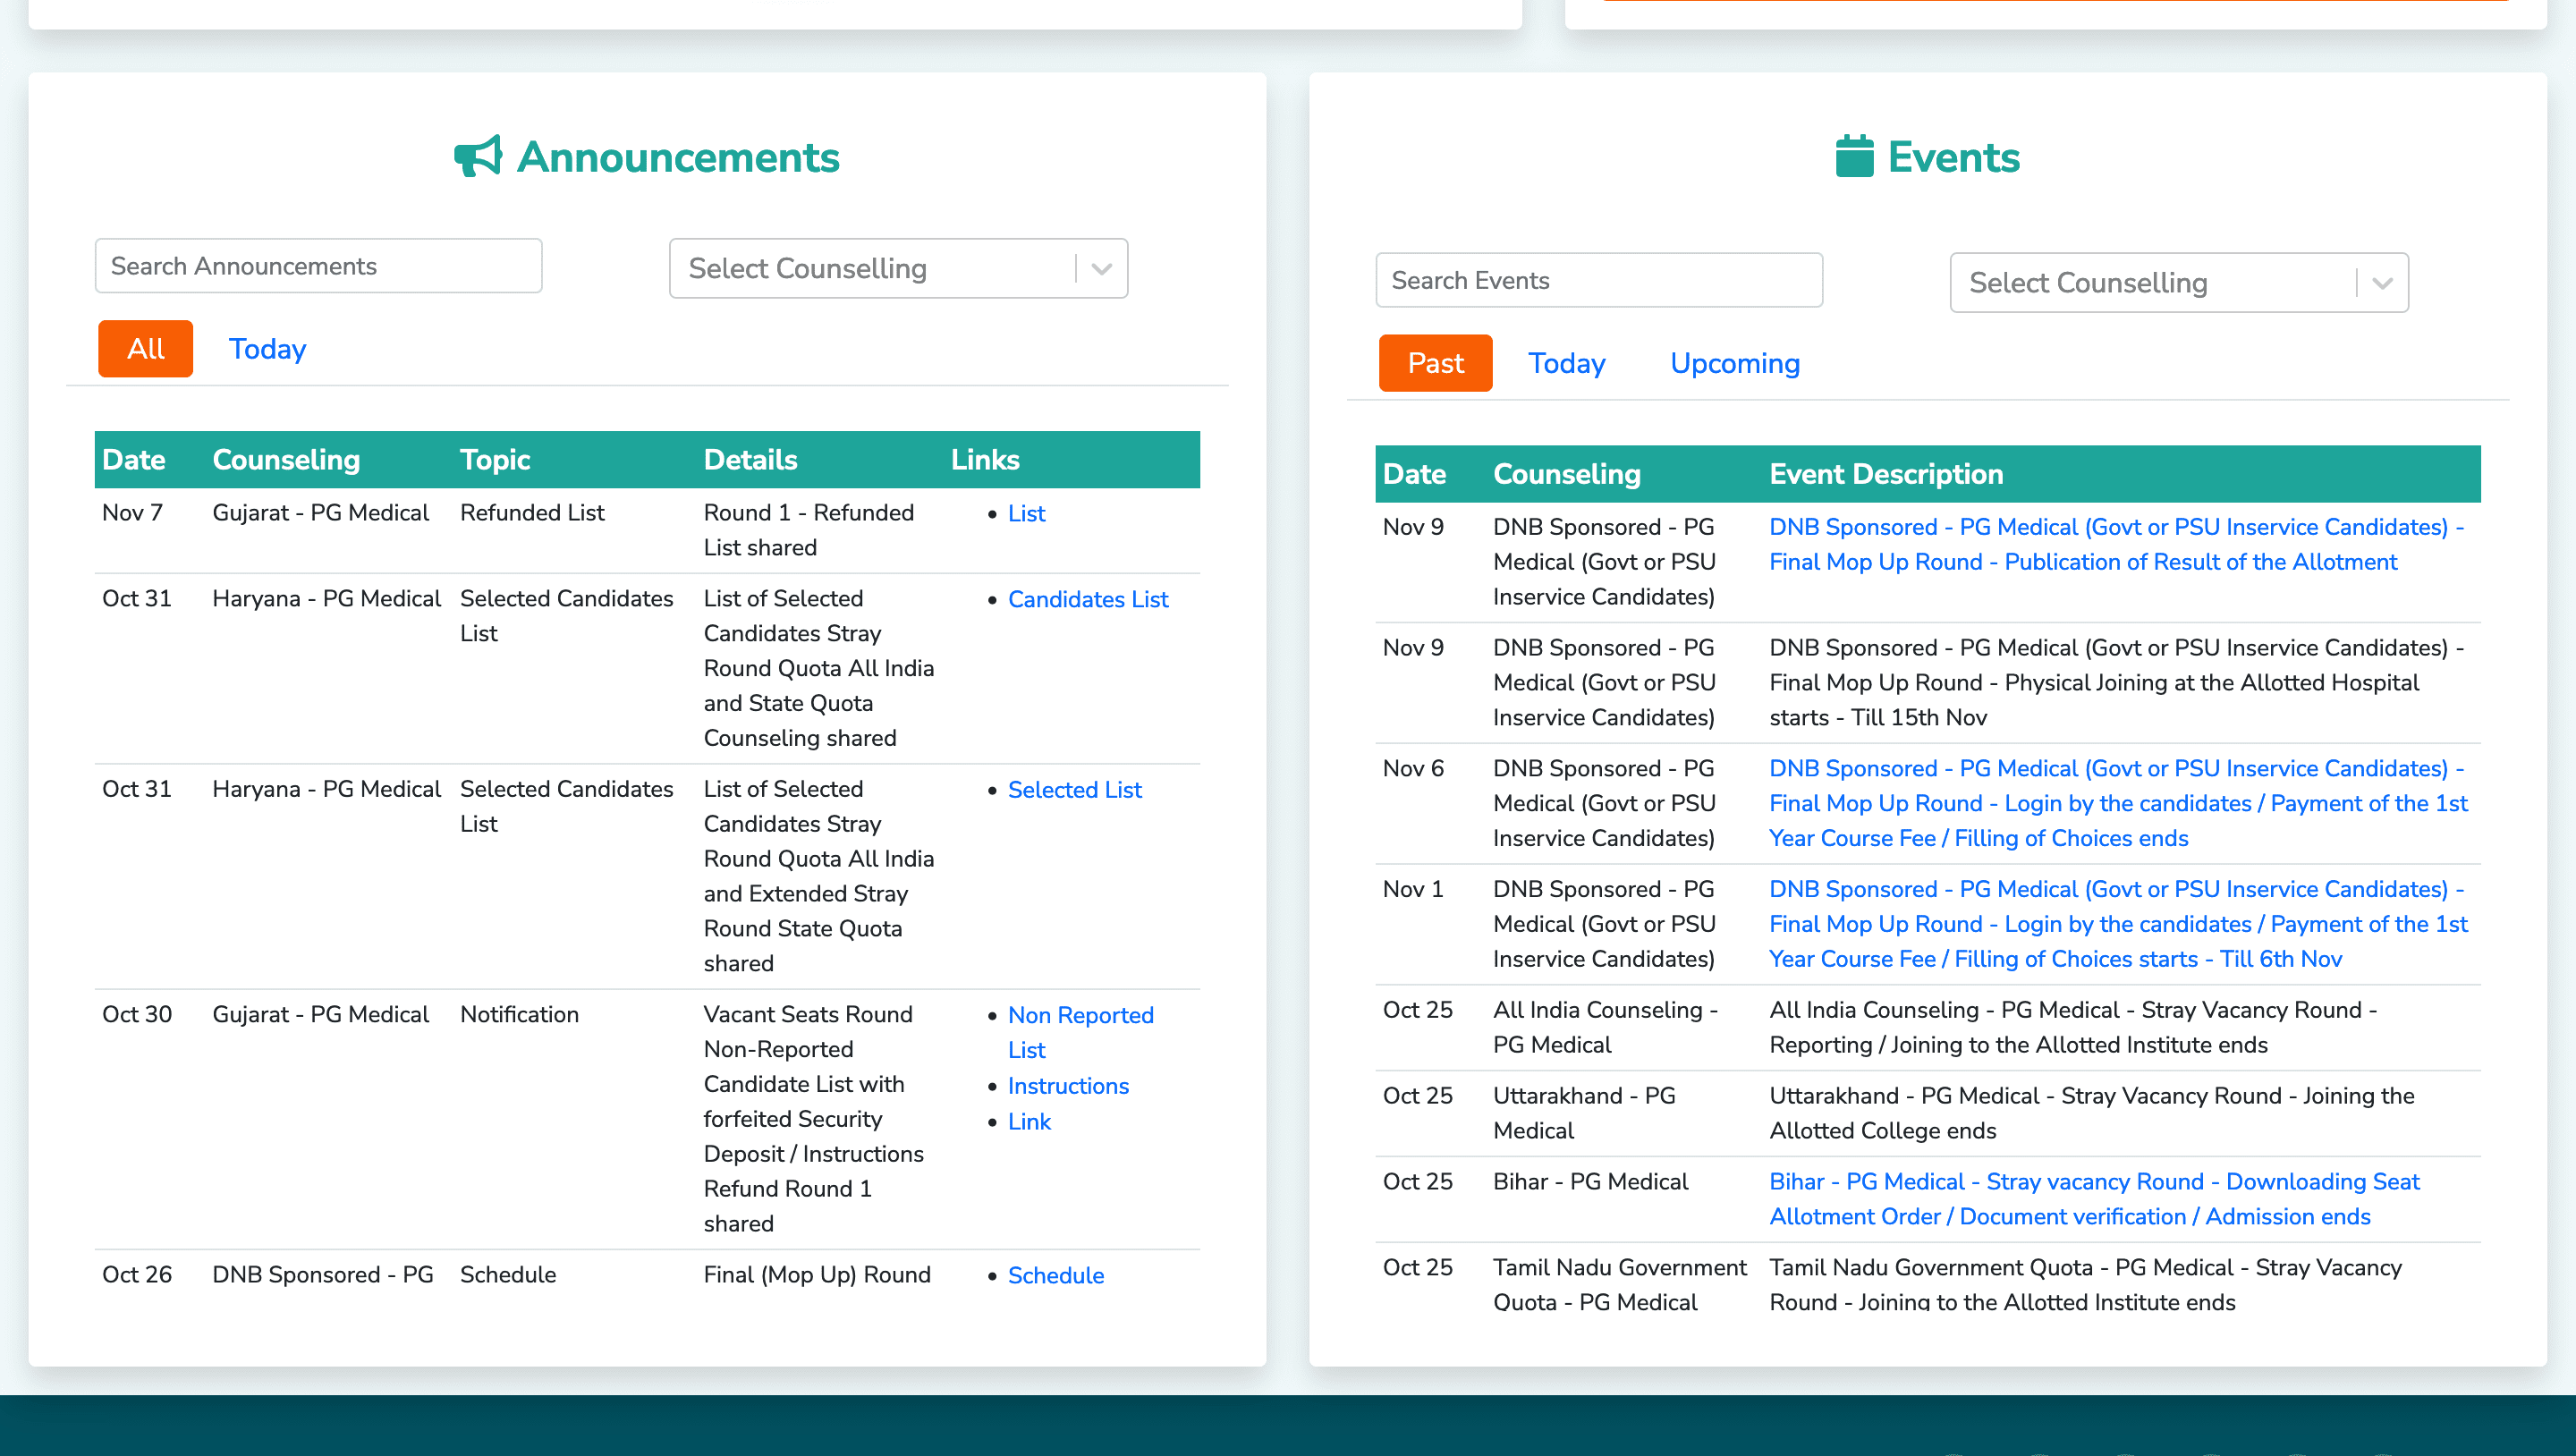 Announcements
Search Announcements
Select Counselling
All
Today
Date Counseling Topic Details Links
Nov 7 Gujarat - PG Medical Refunded List Round 1 - Refunded • List
List shared
Oct 31 Haryana - PG Medical Selected Candidates List of Selected • Candidates List
List Candidates Stray
Round Quota All India
and State Quota
Counseling shared
Oct 31 Haryana - PG Medical Selected Candidates List of Selected • Selected List
List Candidates Stray
Round Quota All India
and Extended Stray
Round State Quota
shared
Oct 30 Gujarat - PG Medical Notification Vacant Seats Round • Non Reported
Non-Reported List
Candidate List with • Instructions
forfeited Security • Link
Deposit / Instructions
Refund Round 1
shared
Oct 26 DNB Sponsored - PG Schedule Final (Mop Up) Round • Schedule
Events
Search Events
Select Counselling
Past
Today
Upcoming
Date Counseling Event Description
Nov 9 DNB Sponsored - PG DNB Sponsored - PG Medical (Govt or PSU Inservice Candidates) -
Medical (Govt or PSU Final Mop Up Round - Publication of Result of the Allotment
Inservice Candidates)
Nov 9 DNB Sponsored - PG DNB Sponsored - PG Medical (Govt or PSU Inservice Candidates) -
Medical (Govt or PSU Final Mop Up Round - Physical Joining at the Allotted Hospital
Inservice Candidates) starts - Till 15th Nov
Nov 6 DNB Sponsored - PG DNB Sponsored - PG Medical (Govt or PSU Inservice Candidates) -
Medical (Govt or PSU Final Mop Up Round - Login by the candidates / Payment of the 1st
Inservice Candidates) Year Course Fee / Filling of Choices ends
Nov 1 DNB Sponsored - PG DNB Sponsored - PG Medical (Govt or PSU Inservice Candidates) -
Medical (Govt or PSU Final Mop Up Round - Login by the candidates / Payment of the 1st
Inservice Candidates) Year Course Fee / Filling of Choices starts - Till 6th Nov
Oct 25 All India Counseling - All India Counseling - PG Medical - Stray Vacancy Round -
PG Medical Reporting / Joining to the Allotted Institute ends
Oct 25 Uttarakhand - PG Uttarakhand - PG Medical - Stray Vacancy Round - Joining the
Medical Allotted College ends
Oct 25 Bihar - PG Medical Bihar - PG Medical - Stray vacancy Round - Downloading Seat
Allotment Order / Document verification / Admission ends
Oct 25 Tamil Nadu Government Tamil Nadu Government Quota - PG Medical - Stray Vacancy
Quota - PG Medical Round - Joining to the Allotted Institute ends